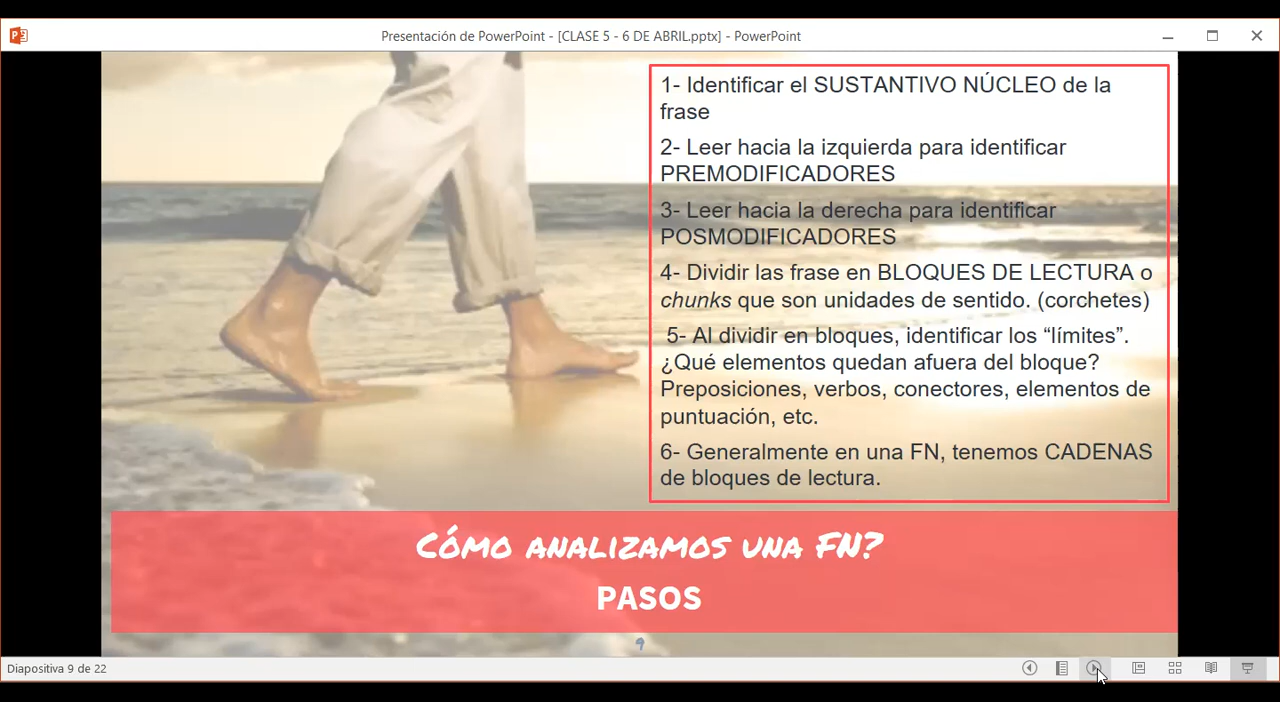 Presentación de PowerPoint - [CLASE 5 - 6 DE ABRIL.pptx] - PowerPoint
1- Identificar el SUSTANTIVO NÚCLEO de la
frase
2- Leer hacia la izquierda para identificar
PREMODIFICADORES
3- Leer hacia la derecha para identificar
POSMODIFICADORES
4- Dividir las frase en BLOQUES DE LECTURA o
chunks que son unidades de sentido. (corchetes)
5- Al dividir en bloques, identificar los “límites”.
¿Qué elementos quedan afuera del bloque?
Preposiciones, verbos, conectores, elementos de
puntuación, etc.
6- Generalmente en una FN, tenemos CADENAS
de bloques de lectura.
CÓMO ANALIZAMOS UNA FN?
PASOS
9
Diapositiva 9 de 22